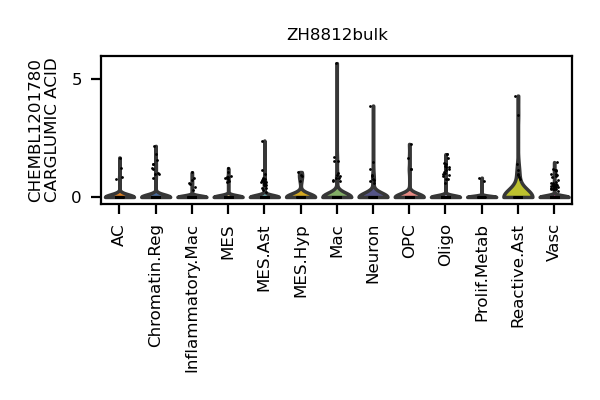 ZH8812bulk
CHEMBL1201780
CARGLUMIC ACID
5
0
AC
Chromatin.Reg
Inflammatory.Mac
MES
MES.Ast
MES.Hyp
Mac
Neuron
OPC
Oligo
Prolif.Metab
Reactive.Ast
Vasc